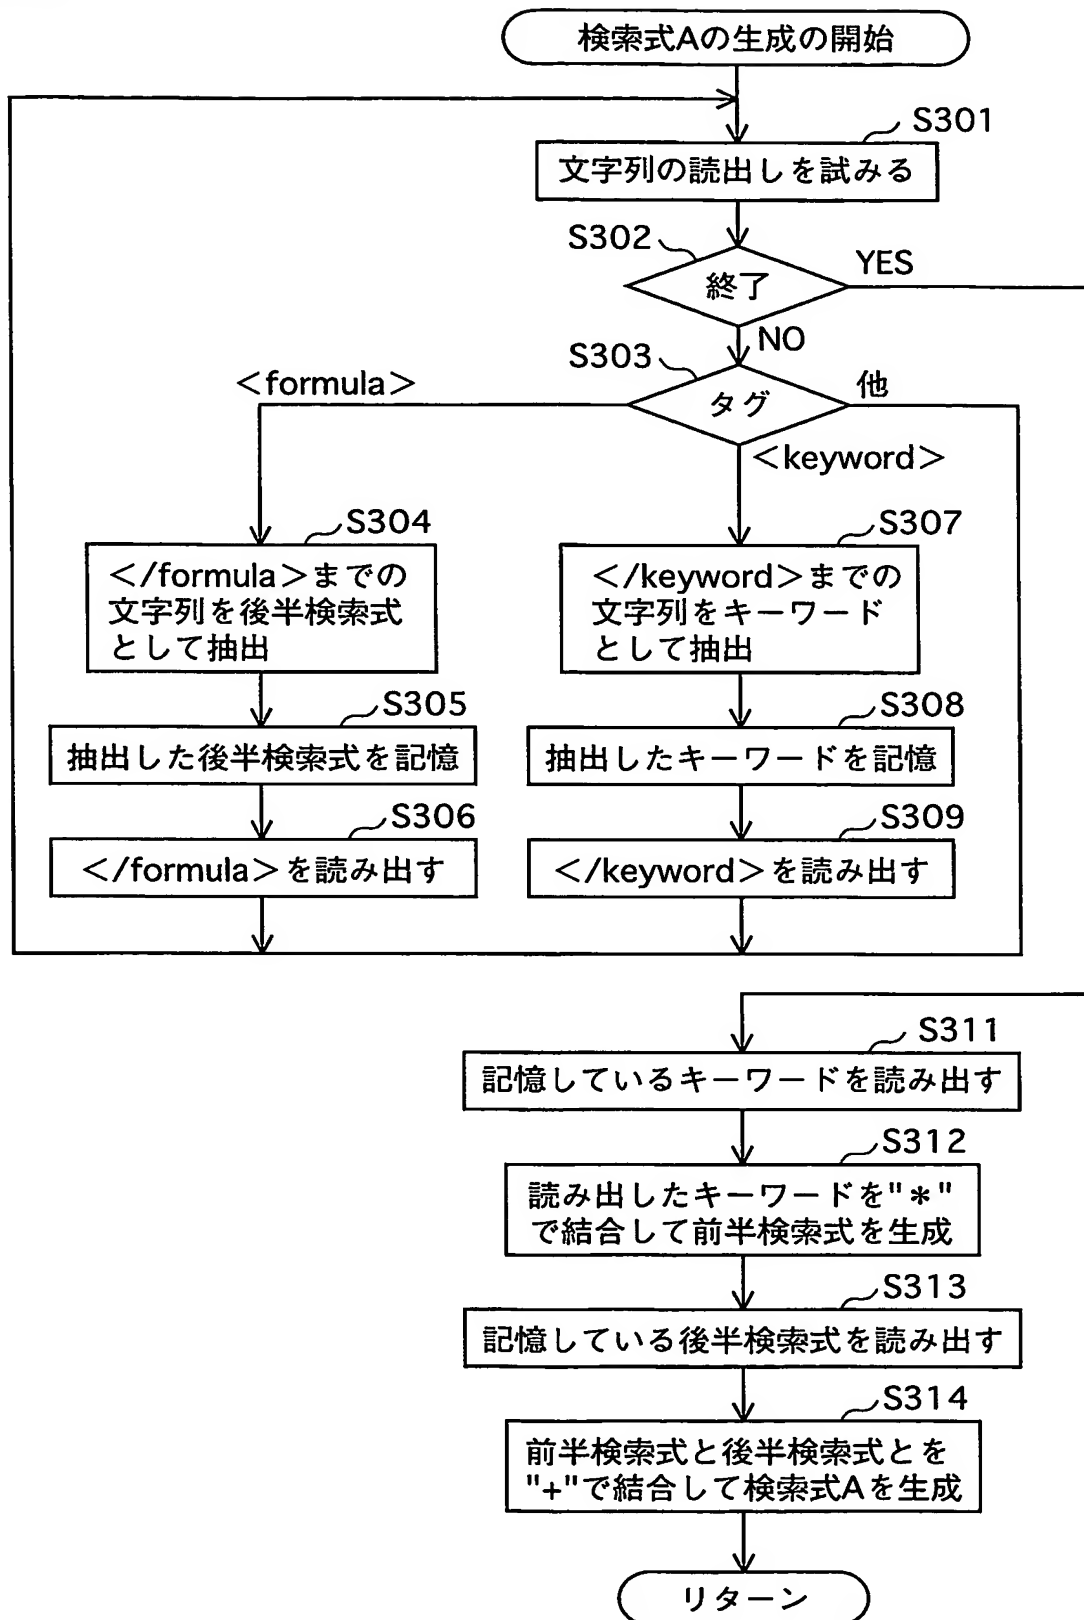 検索式Aの生成の開始
S301
文字列の読出しを試みる
S302
終了
YES
NO
S303
タグ
<formula>
他
<keyword>
S304
</formula>までの
文字列を後半検索式
として抽出
S307
</keyword>までの
文字列をキーワード
として抽出
S305
抽出した後半検索式を記憶
S308
抽出したキーワードを記憶
S306
</formula>を読み出す
S309
</keyword>を読み出す
S311
記憶しているキーワードを読み出す
S312
読み出したキーワードを"＊"
で結合して前半検索式を生成
S313
記憶している後半検索式を読み出す
S314
前半検索式と後半検索式とを
"+"で結合して検索式Aを生成
リターン